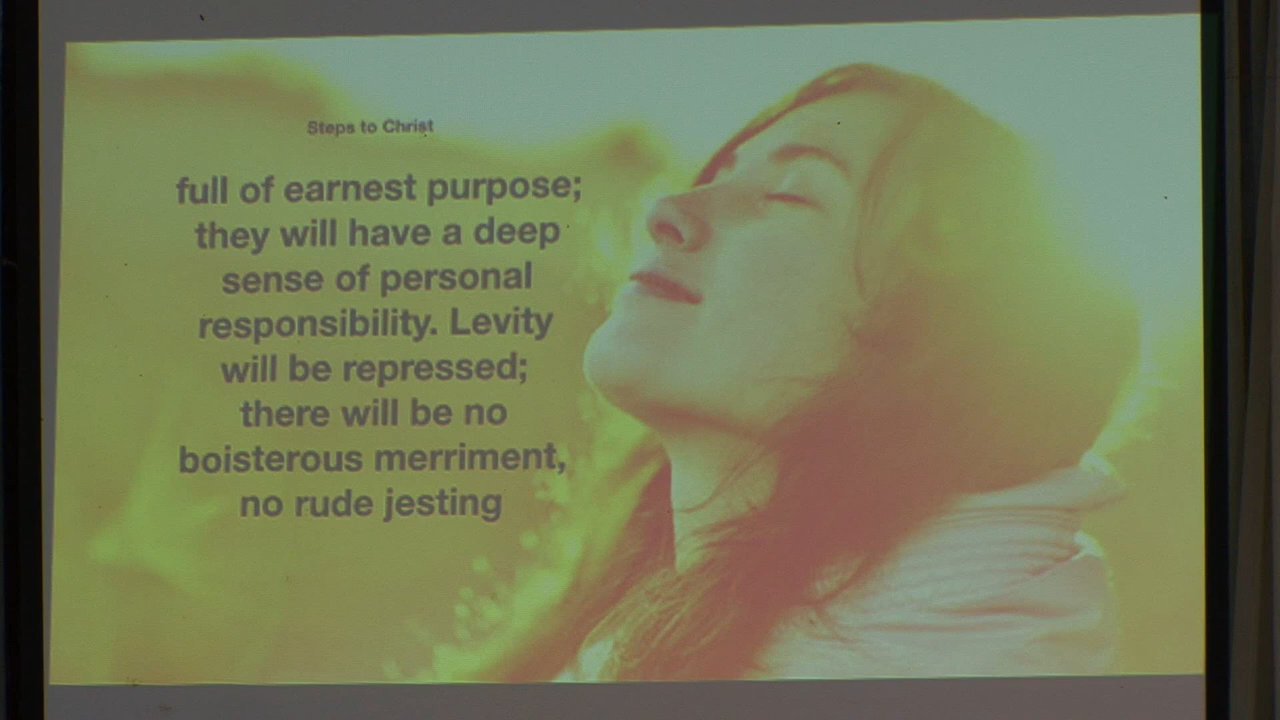 Steps to Christ
full of earnest purpose;
they will have a deep
sense of personal
responsibility. Levity
will be repressed;
there will be no
boisterous merriment,
no rude jesting